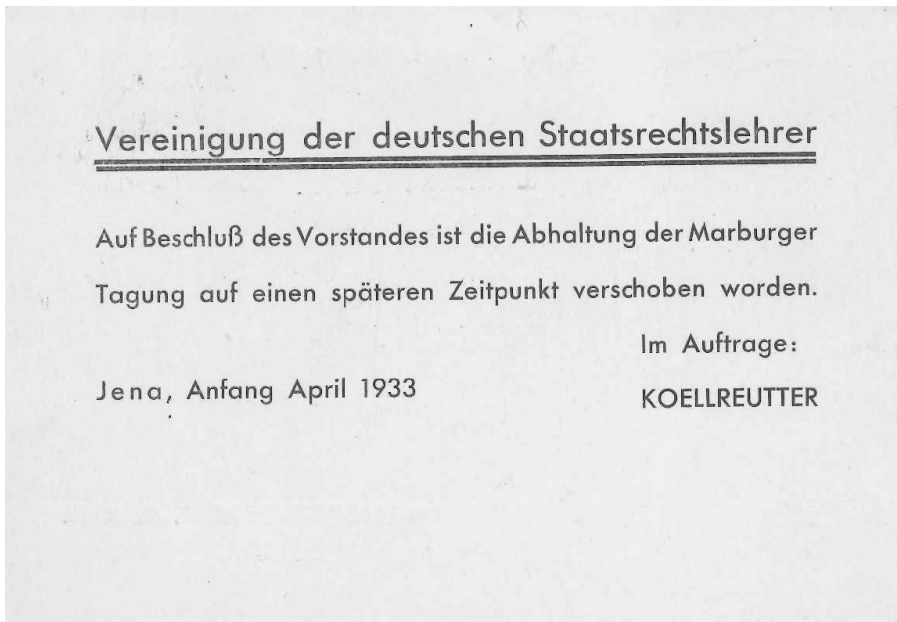 Vereinigung der deutschen Staatsrechtslehrer
Auf Beschluß des Vorstandes ist die Abhaltung der Marburger
Tagung auf einen späteren Zeitpunkt verschoben worden.
Im Auftrage:
Jena, Anfang April 1933
KOELLREUTTER